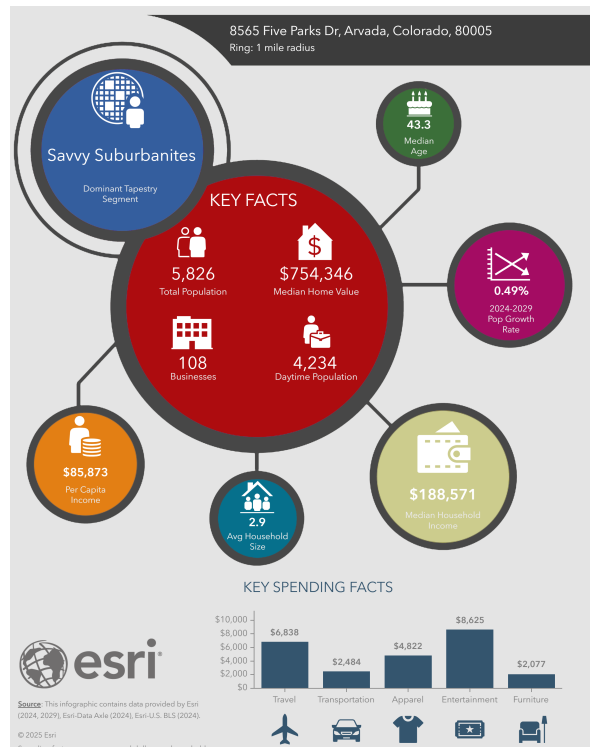 8565 Five Parks Dr, Arvada, Colorado, 80005
Ring: 1 mile radius
Savvy Suburbanites
Dominant Tapestry
Segment
43.3
Median
Age
KEY FACTS
5,826
Total Population
$754,346
Median Home Value
108
Businesses
4,234
Daytime Population
0.49%
2024-2029
Pop Growth
Rate
$85,873
Per Capita
Income
2.9
Avg Household
Size
$188,571
Median Household
Income
KEY SPENDING FACTS
$10,000
$8,000
$6,000
$4,000
$2,000
$0
$6,838
$2,484
$4,822
$8,625
$2,077
Travel
Transportation
Apparel
Entertainment
Furniture
esri®
Source: This infographic contains data provided by Esri
(2024, 2029), Esri-Data Axle (2024), Esri-U.S. BLS (2024).
© 2025 Esri